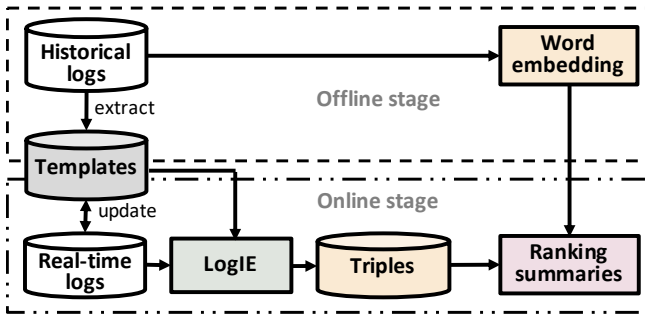 Historical
logs
Word
embedding
extract
Offline stage
Templates
Online stage
update
Real-time
logs
LogIE
Triples
Ranking
summaries